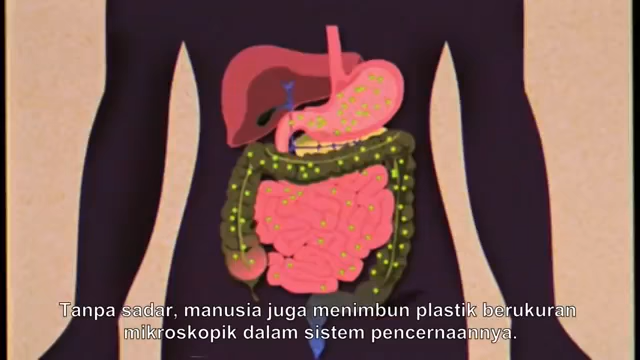 Tanpa sadar, manusia juga menimbun plastik berukuran
mikroskopik dalam sistem pencernaannya.